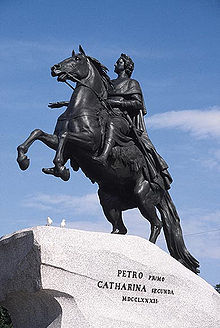 PETRO PRIMO
CATHARINA SECUNDA
MDCCLXXXII